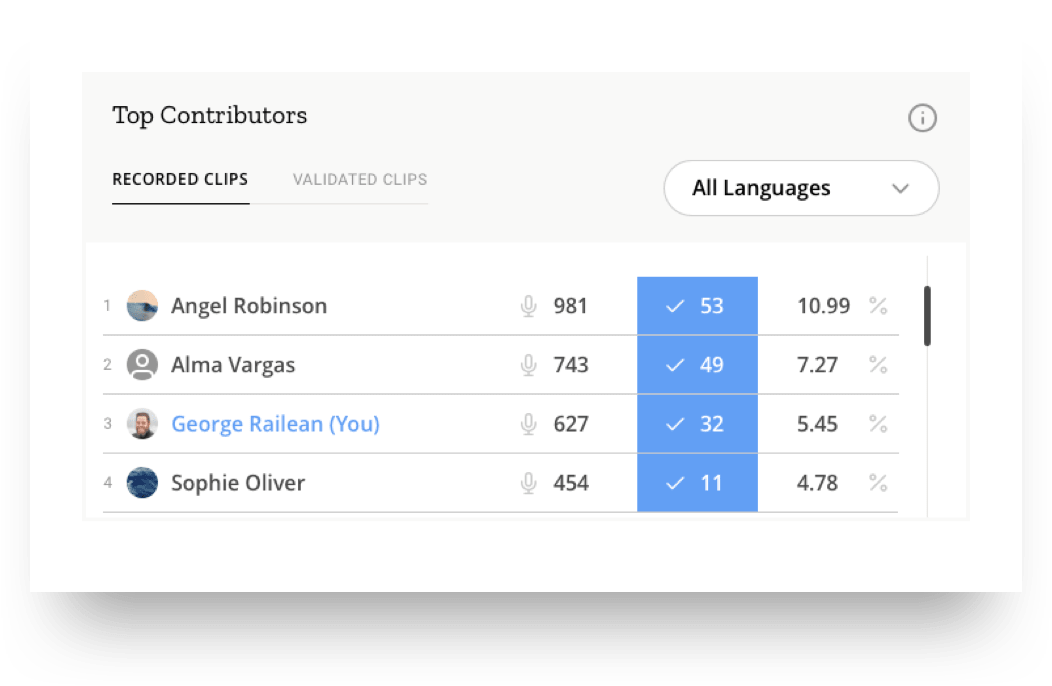 Top Contributors
RECORDED CLIPS VALIDATED CLIPS
All Languages
1 Angel Robinson 981 53 10.99 %
2 Alma Vargas 743 49 7.27 %
3 George Railean (You) 627 32 5.45 %
4 Sophie Oliver 454 11 4.78 %